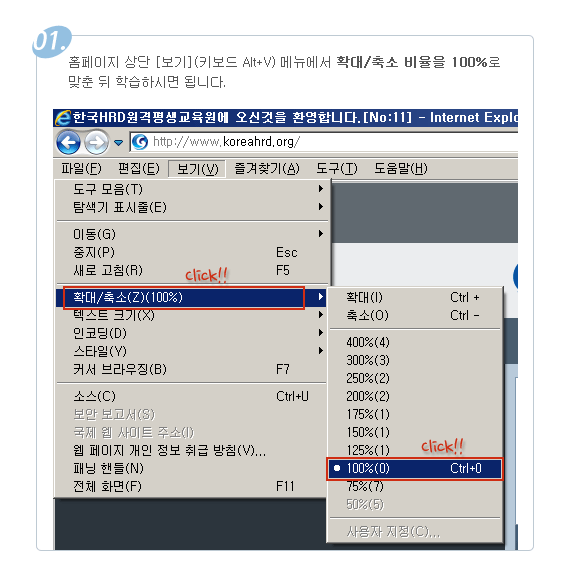 01.
홈페이지 상단 [보기](키보드 Alt+V) 메뉴에서 확대/축소 비율을 100%로
맞춘 뒤 학습하시면 됩니다.
한국HRD원격평생교육원에 오신것을 환영합니다.[No:11] - Internet Explo
http://www.koreahrd.org/
파일(F) 편집(E) 보기(V) 즐겨찾기(A) 도구(T) 도움말(H)
도구 모음(T)
탐색기 표시줄(E)
이동(G)
중지(P) Esc
새로 고침(R) F5
click!!
확대/축소(Z)(100%)
텍스트 크기(X)
인코딩(D)
스타일(Y)
커서 브라우징(B) F7
소스(C) Ctrl+U
보안 보고서(S)
국제 웹 사이트 주소(I)
웹 페이지 개인 정보 취급 방침(V)...
패닝 핸들(N)
전체 화면(F) F11
확대(I) Ctrl +
축소(O) Ctrl -
400%(4)
300%(3)
250%(2)
200%(2)
175%(1)
150%(1)
125%(1)
click!!
100%(0) Ctrl+0
75%(7)
50%(5)
사용자 지정(C)...